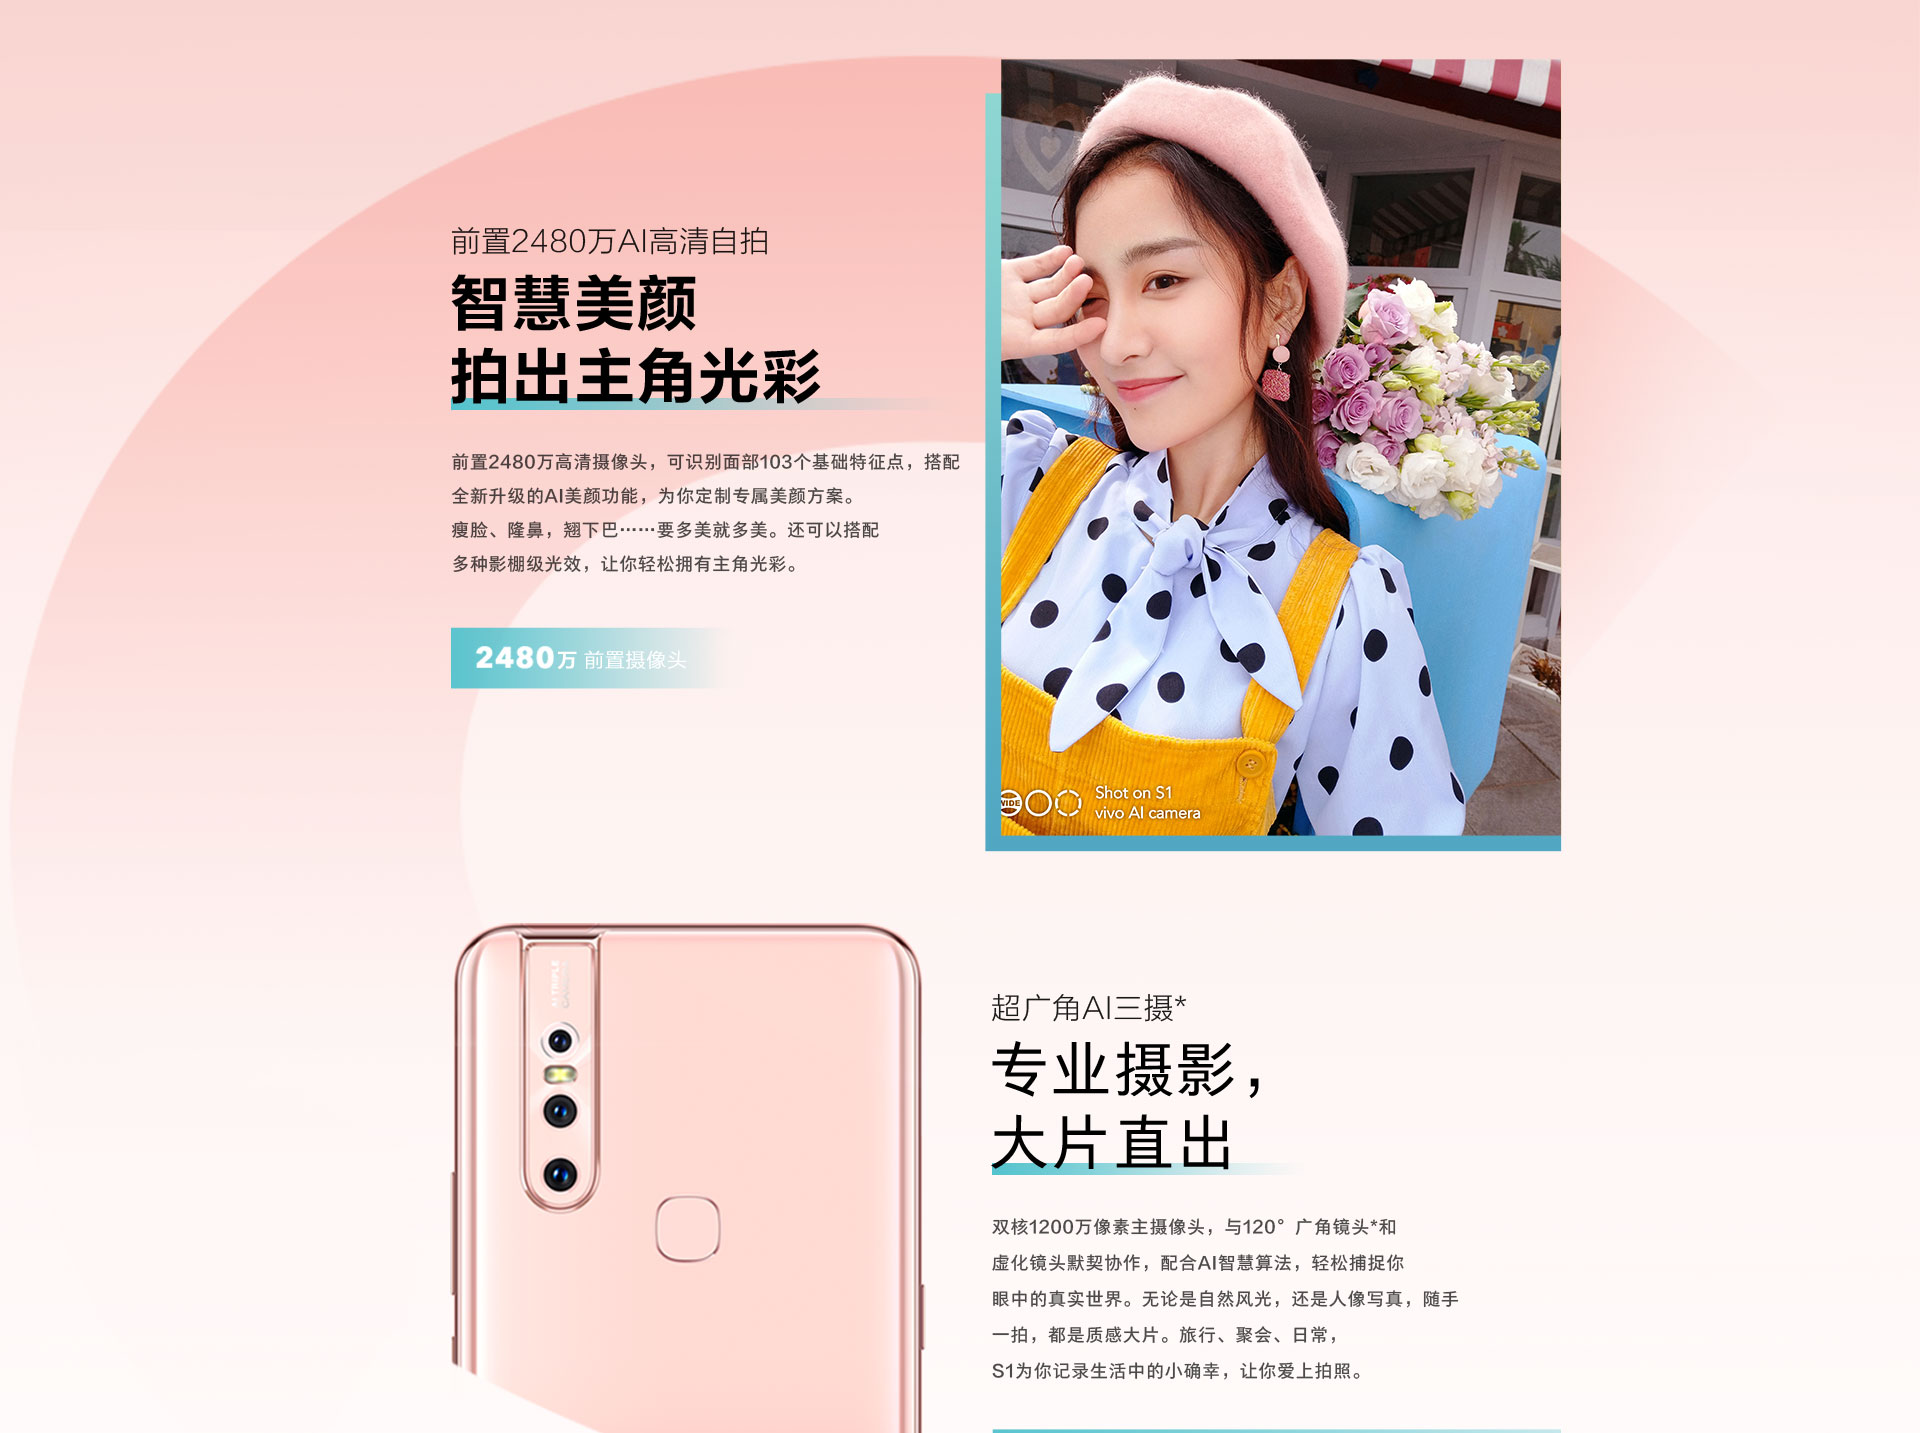 前置2480万AI高清自拍
智慧美颜
拍出主角光彩
前置2480万高清摄像头，可识别面部103个基础特征点，搭配
全新升级的AI美颜功能，为你定制专属美颜方案。
瘦脸、隆鼻，翘下巴……要多美就多美。还可以搭配
多种影棚级光效，让你轻松拥有主角光彩。
2480万 前置摄像头
WIDE
Shot on S1
vivo AI camera
AI TRIPLE
CAMERA
超广角AI三摄*
专业摄影，
大片直出
双核1200万像素主摄像头，与120°广角镜头*和
虚化镜头默契协作，配合AI智慧算法，轻松捕捉你
眼中的真实世界。无论是自然风光，还是人像写真，随手
一拍，都是质感大片。旅行、聚会、日常，
S1为你记录生活中的小确幸，让你爱上拍照。